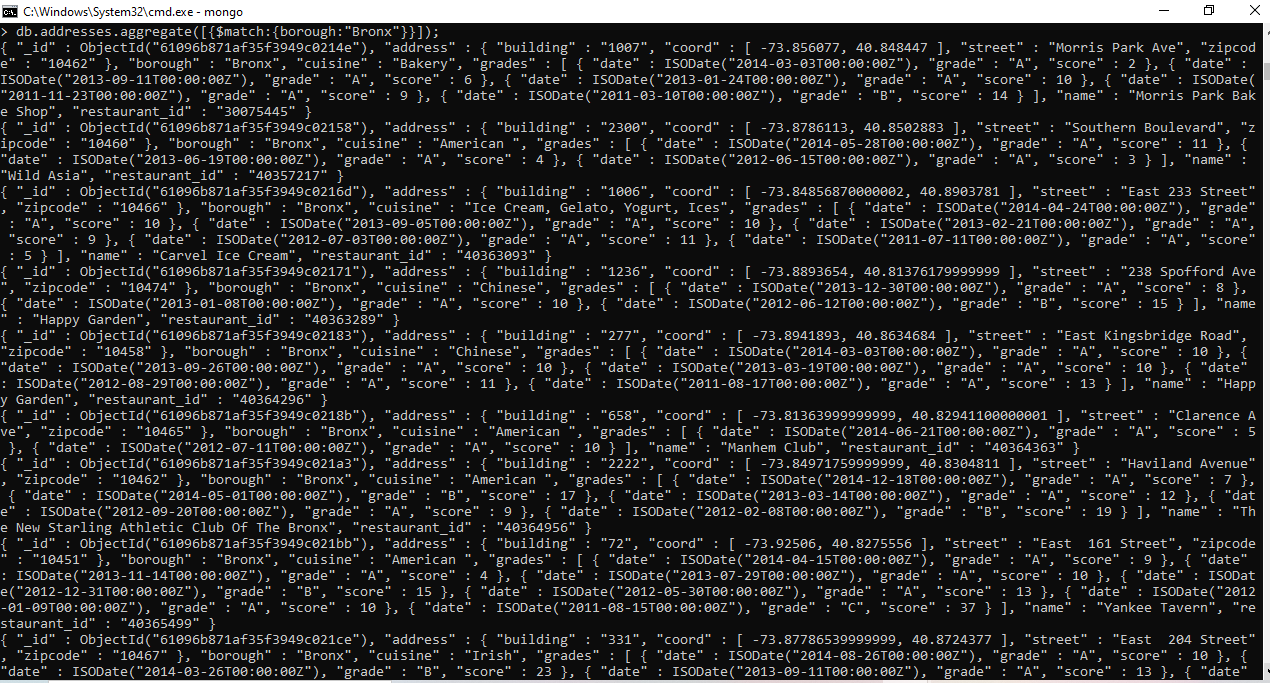 C:\Windows\System32\cmd.exe - mongo
> db.addresses.aggregate([{$match:{borough:"Bronx"}}]);
{ "_id" : ObjectId("61096b871af35f3949c0214e"), "address" : { "building" : "1007", "coord" : [ -73.856077, 40.848447 ], "street" : "Morris Park Ave", "zipcod
e" : "10462" }, "borough" : "Bronx", "cuisine" : "Bakery", "grades" : [ { "date" : ISODate("2014-03-03T00:00:00Z"), "grade" : "A", "score" : 2 }, { "date" :
ISODate("2013-09-11T00:00:00Z"), "grade" : "A", "score" : 6 }, { "date" : ISODate("2013-01-24T00:00:00Z"), "grade" : "A", "score" : 10 }, { "date" : ISODate(
"2011-11-23T00:00:00Z"), "grade" : "A", "score" : 9 }, { "date" : ISODate("2011-03-10T00:00:00Z"), "grade" : "B", "score" : 14 } ], "name" : "Morris Park Bak
e Shop", "restaurant_id" : "30075445" }
{ "_id" : ObjectId("61096b871af35f3949c02158"), "address" : { "building" : "2300", "coord" : [ -73.8786113, 40.8502883 ], "street" : "Southern Boulevard", "z
ipcode" : "10460" }, "borough" : "Bronx", "cuisine" : "American ", "grades" : [ { "date" : ISODate("2014-05-28T00:00:00Z"), "grade" : "A", "score" : 11 }, {
"date" : ISODate("2013-06-19T00:00:00Z"), "grade" : "A", "score" : 4 }, { "date" : ISODate("2012-06-15T00:00:00Z"), "grade" : "A", "score" : 3 } ], "name" :
"Wild Asia", "restaurant_id" : "40357217" }
{ "_id" : ObjectId("61096b871af35f3949c0216d"), "address" : { "building" : "1006", "coord" : [ -73.84856870000002, 40.8903781 ], "street" : "East 233 Street"
, "zipcode" : "10466" }, "borough" : "Bronx", "cuisine" : "Ice Cream, Gelato, Yogurt, Ices", "grades" : [ { "date" : ISODate("2014-04-24T00:00:00Z"), "grade"
: "A", "score" : 10 }, { "date" : ISODate("2013-09-05T00:00:00Z"), "grade" : "A", "score" : 10 }, { "date" : ISODate("2013-02-21T00:00:00Z"), "grade" : "A",
"score" : 9 }, { "date" : ISODate("2012-07-03T00:00:00Z"), "grade" : "A", "score" : 11 }, { "date" : ISODate("2011-07-11T00:00:00Z"), "grade" : "A", "score"
: 5 } ], "name" : "Carvel Ice Cream", "restaurant_id" : "40363093" }
{ "_id" : ObjectId("61096b871af35f3949c02171"), "address" : { "building" : "1236", "coord" : [ -73.8893654, 40.81376179999999 ], "street" : "238 Spofford Ave
", "zipcode" : "10474" }, "borough" : "Bronx", "cuisine" : "Chinese", "grades" : [ { "date" : ISODate("2013-12-30T00:00:00Z"), "grade" : "A", "score" : 8 },
{ "date" : ISODate("2013-01-08T00:00:00Z"), "grade" : "A", "score" : 10 }, { "date" : ISODate("2012-06-12T00:00:00Z"), "grade" : "B", "score" : 15 } ], "name
" : "Happy Garden", "restaurant_id" : "40363289" }
{ "_id" : ObjectId("61096b871af35f3949c02183"), "address" : { "building" : "277", "coord" : [ -73.8941893, 40.8634684 ], "street" : "East Kingsbridge Road",
"zipcode" : "10458" }, "borough" : "Bronx", "cuisine" : "Chinese", "grades" : [ { "date" : ISODate("2014-03-03T00:00:00Z"), "grade" : "A", "score" : 10 }, {
"date" : ISODate("2013-09-26T00:00:00Z"), "grade" : "A", "score" : 10 }, { "date" : ISODate("2013-03-19T00:00:00Z"), "grade" : "A", "score" : 10 }, { "date"
: ISODate("2012-08-29T00:00:00Z"), "grade" : "A", "score" : 11 }, { "date" : ISODate("2011-08-17T00:00:00Z"), "grade" : "A", "score" : 13 } ], "name" : "Happ
y Garden", "restaurant_id" : "40364296" }
{ "_id" : ObjectId("61096b871af35f3949c0218b"), "address" : { "building" : "658", "coord" : [ -73.81363999999999, 40.82941100000001 ], "street" : "Clarence A
ve", "zipcode" : "10465" }, "borough" : "Bronx", "cuisine" : "American ", "grades" : [ { "date" : ISODate("2014-06-21T00:00:00Z"), "grade" : "A", "score" : 5
}, { "date" : ISODate("2012-07-11T00:00:00Z"), "grade" : "A", "score" : 10 } ], "name" : "Manhem Club", "restaurant_id" : "40364363" }
{ "_id" : ObjectId("61096b871af35f3949c021a3"), "address" : { "building" : "2222", "coord" : [ -73.84971759999999, 40.8304811 ], "street" : "Haviland Avenue"
, "zipcode" : "10462" }, "borough" : "Bronx", "cuisine" : "American ", "grades" : [ { "date" : ISODate("2014-12-18T00:00:00Z"), "grade" : "A", "score" : 7 },
{ "date" : ISODate("2014-05-01T00:00:00Z"), "grade" : "B", "score" : 17 }, { "date" : ISODate("2013-03-14T00:00:00Z"), "grade" : "A", "score" : 12 }, { "dat
e" : ISODate("2012-09-20T00:00:00Z"), "grade" : "A", "score" : 9 }, { "date" : ISODate("2012-02-08T00:00:00Z"), "grade" : "B", "score" : 19 } ], "name" : "Th
e New Starling Athletic Club Of The Bronx", "restaurant_id" : "40364956" }
{ "_id" : ObjectId("61096b871af35f3949c021bb"), "address" : { "building" : "72", "coord" : [ -73.92506, 40.8275556 ], "street" : "East  161 Street", "zipcode
" : "10451" }, "borough" : "Bronx", "cuisine" : "American ", "grades" : [ { "date" : ISODate("2014-04-15T00:00:00Z"), "grade" : "A", "score" : 9 }, { "date"
: ISODate("2013-11-14T00:00:00Z"), "grade" : "A", "score" : 4 }, { "date" : ISODate("2013-07-29T00:00:00Z"), "grade" : "A", "score" : 10 }, { "date" : ISODat
e("2012-12-31T00:00:00Z"), "grade" : "B", "score" : 15 }, { "date" : ISODate("2012-05-30T00:00:00Z"), "grade" : "A", "score" : 13 }, { "date" : ISODate("2012
-01-09T00:00:00Z"), "grade" : "A", "score" : 10 }, { "date" : ISODate("2011-08-15T00:00:00Z"), "grade" : "C", "score" : 37 } ], "name" : "Yankee Tavern", "re
staurant_id" : "40365499" }
{ "_id" : ObjectId("61096b871af35f3949c021ce"), "address" : { "building" : "331", "coord" : [ -73.87786539999999, 40.8724377 ], "street" : "East  204 Street"
, "zipcode" : "10467" }, "borough" : "Bronx", "cuisine" : "Irish", "grades" : [ { "date" : ISODate("2014-08-26T00:00:00Z"), "grade" : "A", "score" : 10 }, {
"date" : ISODate("2014-03-26T00:00:00Z"), "grade" : "B", "score" : 23 }, { "date" : ISODate("2013-09-11T00:00:00Z"), "grade" : "A", "score" : 13 }, { "date"